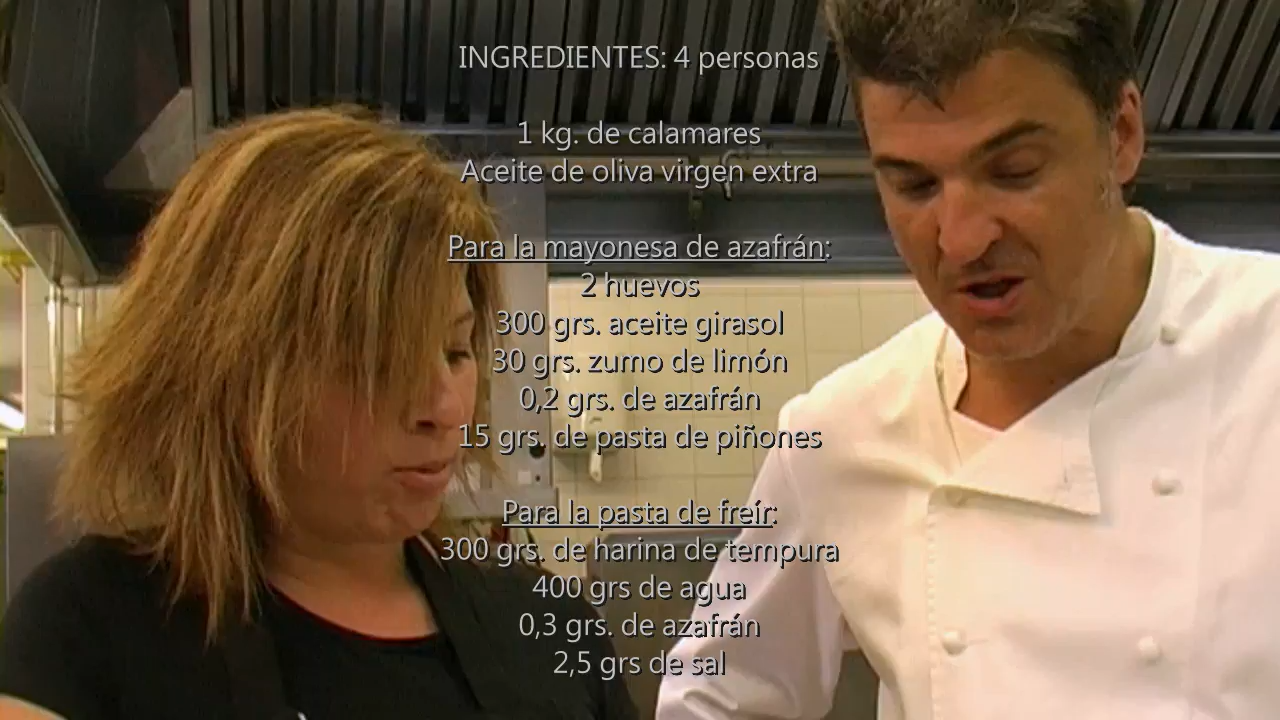 INGREDIENTES: 4 personas
1 kg. de calamares
Aceite de oliva virgen extra
Para la mayonesa de azafrán:
2 huevos
300 grs. aceite girasol
30 grs. zumo de limón
0,2 grs. de azafrán
15 grs. de pasta de piñones
Para la pasta de freír:
300 grs. de harina de tempura
400 grs de agua
0,3 grs. de azafrán
2,5 grs de sal